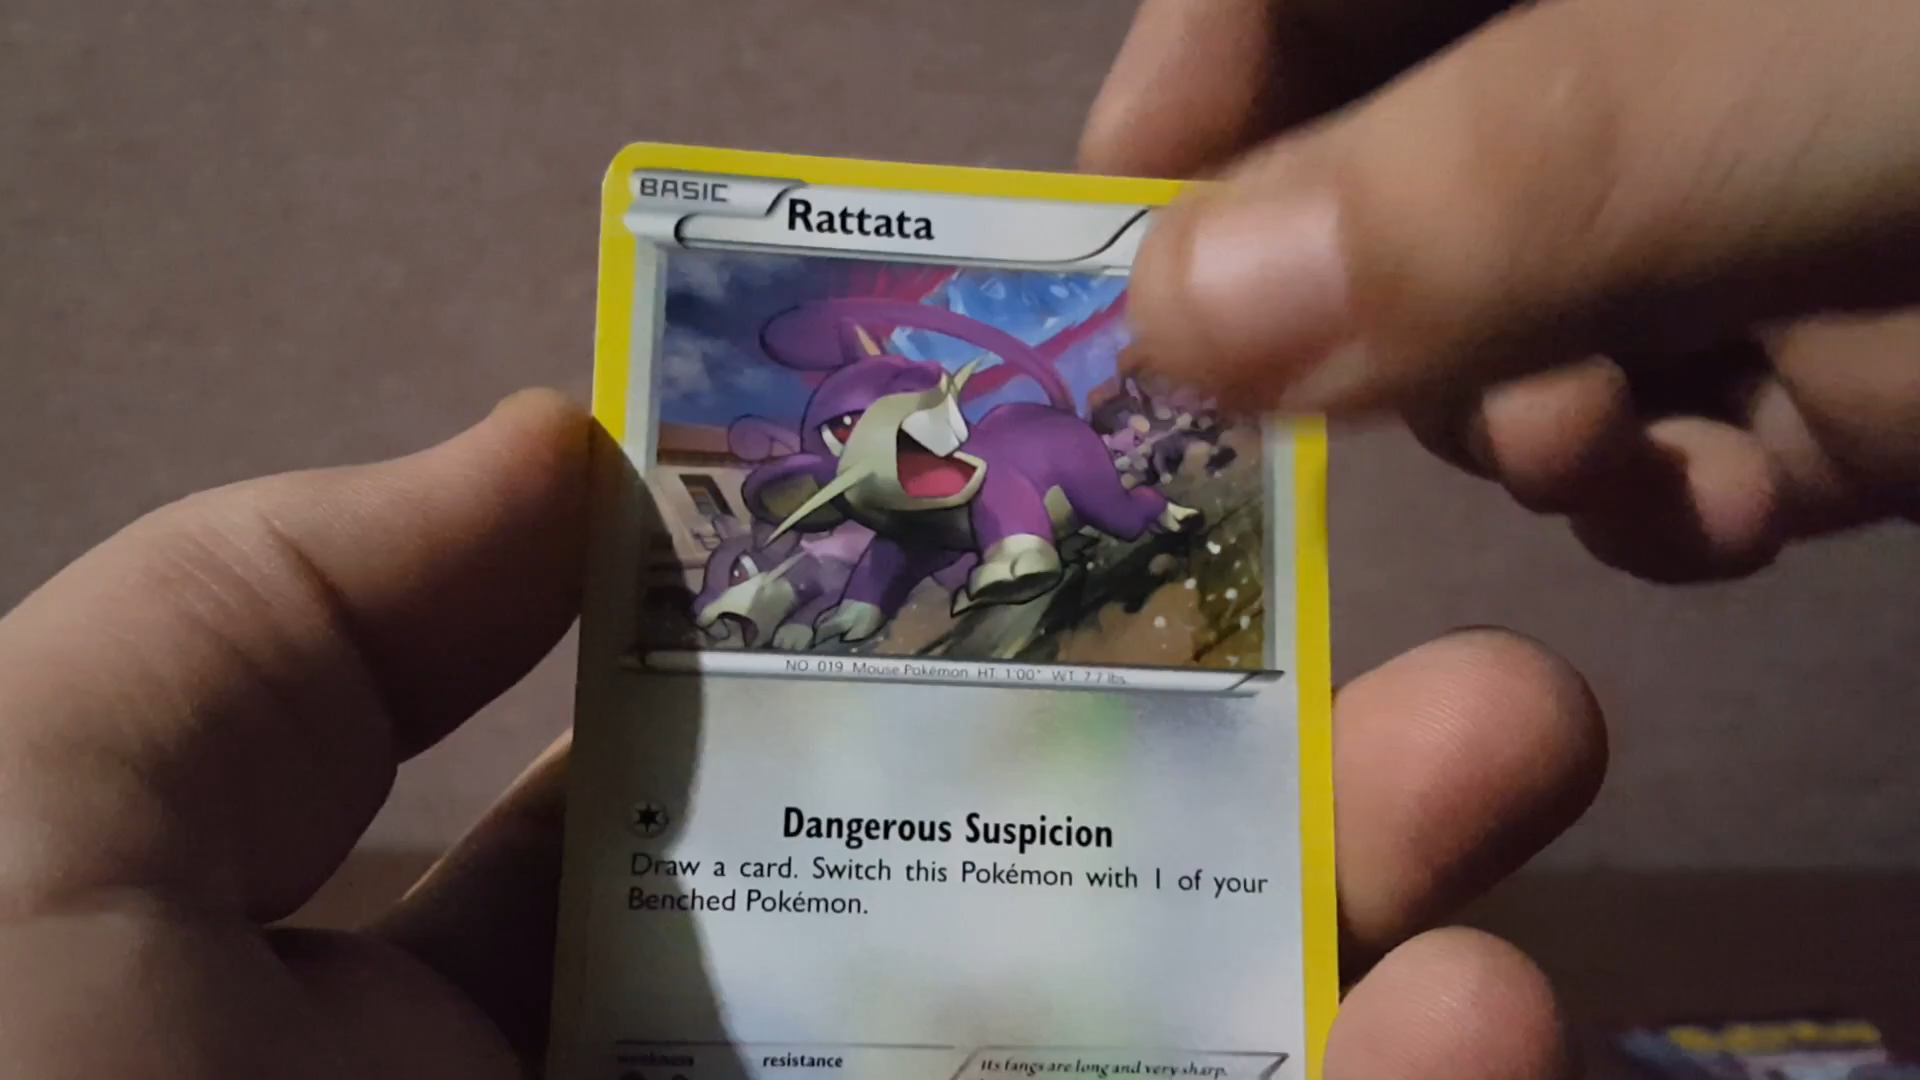 BASIC
Rattata
NO. 019 Mouse Pokémon HT: 1'00" WT: 7.7 lbs.
Dangerous Suspicion
Draw a card. Switch this Pokémon with 1 of your
Benched Pokémon.
weakness resistance
Its fangs are long and very sharp.